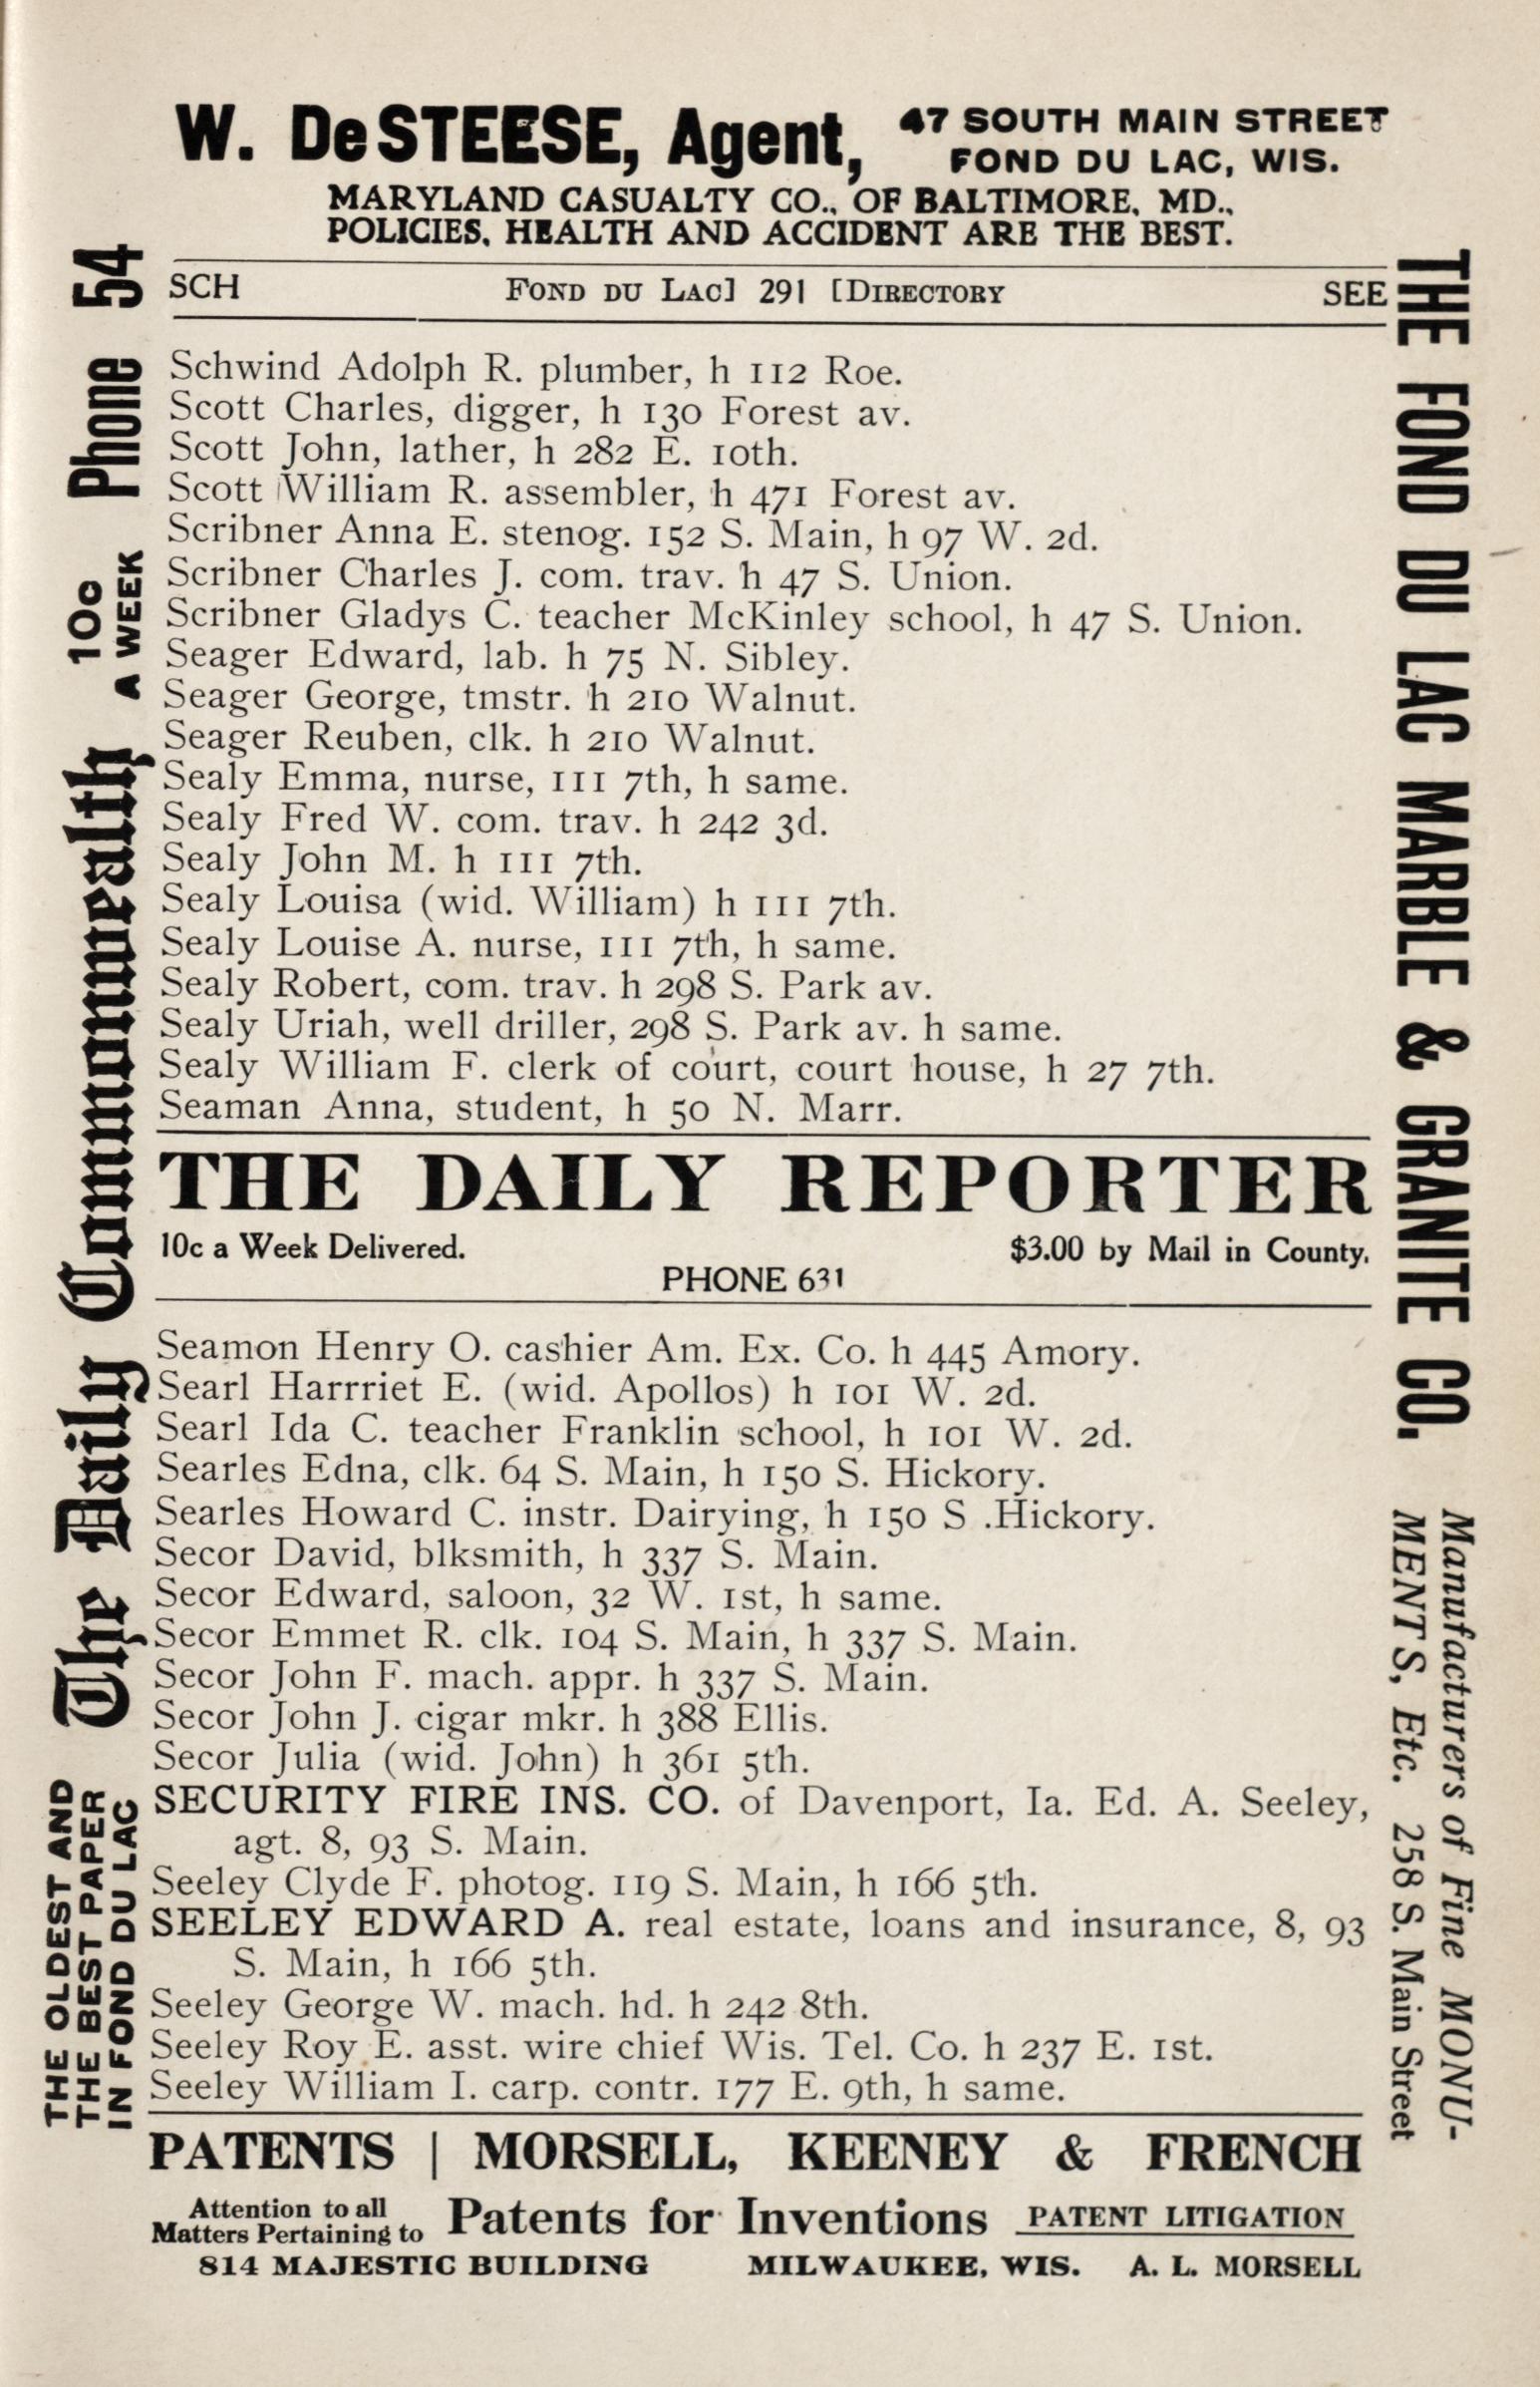 W. DeSTEESE, Agent, 47 SOUTH MAIN STREET
FOND DU LAC, WIS.
MARYLAND CASUALTY CO., OF BALTIMORE, MD.,
POLICIES, HEALTH AND ACCIDENT ARE THE BEST.
SCH FOND DU LAC] 291 [DIRECTORY SEE
Schwind Adolph R. plumber, h 112 Roe.
Scott Charles, digger, h 130 Forest av.
Scott John, lather, h 282 E. 10th.
Scott William R. assembler, h 471 Forest av.
Scribner Anna E. stenog. 152 S. Main, h 97 W. 2d.
Scribner Charles J. com. trav. h 47 S. Union.
Scribner Gladys C. teacher McKinley school, h 47 S. Union.
Seager Edward, lab. h 75 N. Sibley.
Seager George, tmstr. h 210 Walnut.
Seager Reuben, clk. h 210 Walnut.
Sealy Emma, nurse, 111 7th, h same.
Sealy Fred W. com. trav. h 242 3d.
Sealy John M. h 111 7th.
Sealy Louisa (wid. William) h 111 7th.
Sealy Louise A. nurse, 111 7th, h same.
Sealy Robert, com. trav. h 298 S. Park av.
Sealy Uriah, well driller, 298 S. Park av. h same.
Sealy William F. clerk of court, court house, h 27 7th.
Seaman Anna, student, h 50 N. Marr.
THE DAILY REPORTER
10c a Week Delivered. $3.00 by Mail in County.
PHONE 631
Seamon Henry O. cashier Am. Ex. Co. h 445 Amory.
Searl Harrriet E. (wid. Apollos) h 101 W. 2d.
Searl Ida C. teacher Franklin school, h 101 W. 2d.
Searles Edna, clk. 64 S. Main, h 150 S. Hickory.
Searles Howard C. instr. Dairying, h 150 S .Hickory.
Secor David, blksmith, h 337 S. Main.
Secor Edward, saloon, 32 W. 1st, h same.
Secor Emmet R. clk. 104 S. Main, h 337 S. Main.
Secor John F. mach. appr. h 337 S. Main.
Secor John J. cigar mkr. h 388 Ellis.
Secor Julia (wid. John) h 361 5th.
SECURITY FIRE INS. CO. of Davenport, Ia. Ed. A. Seeley,
agt. 8, 93 S. Main.
Seeley Clyde F. photog. 119 S. Main, h 166 5th.
SEELEY EDWARD A. real estate, loans and insurance, 8, 93
S. Main, h 166 5th.
Seeley George W. mach. hd. h 242 8th.
Seeley Roy E. asst. wire chief Wis. Tel. Co. h 237 E. 1st.
Seeley William I. carp. contr. 177 E. 9th, h same.
PATENTS | MORSELL, KEENEY & FRENCH
Attention to all
Matters Pertaining to Patents for Inventions PATENT LITIGATION
814 MAJESTIC BUILDING MILWAUKEE, WIS. A. L. MORSELL
THE OLDEST AND
THE BEST PAPER
IN FOND DU LAC
The Daily Commonwealth 10c
A WEEK Phone 54
THE FOND DU LAC MARBLE & GRANITE CO.
Manufacturers of Fine MONU-
MENTS, Etc. 258 S. Main Street